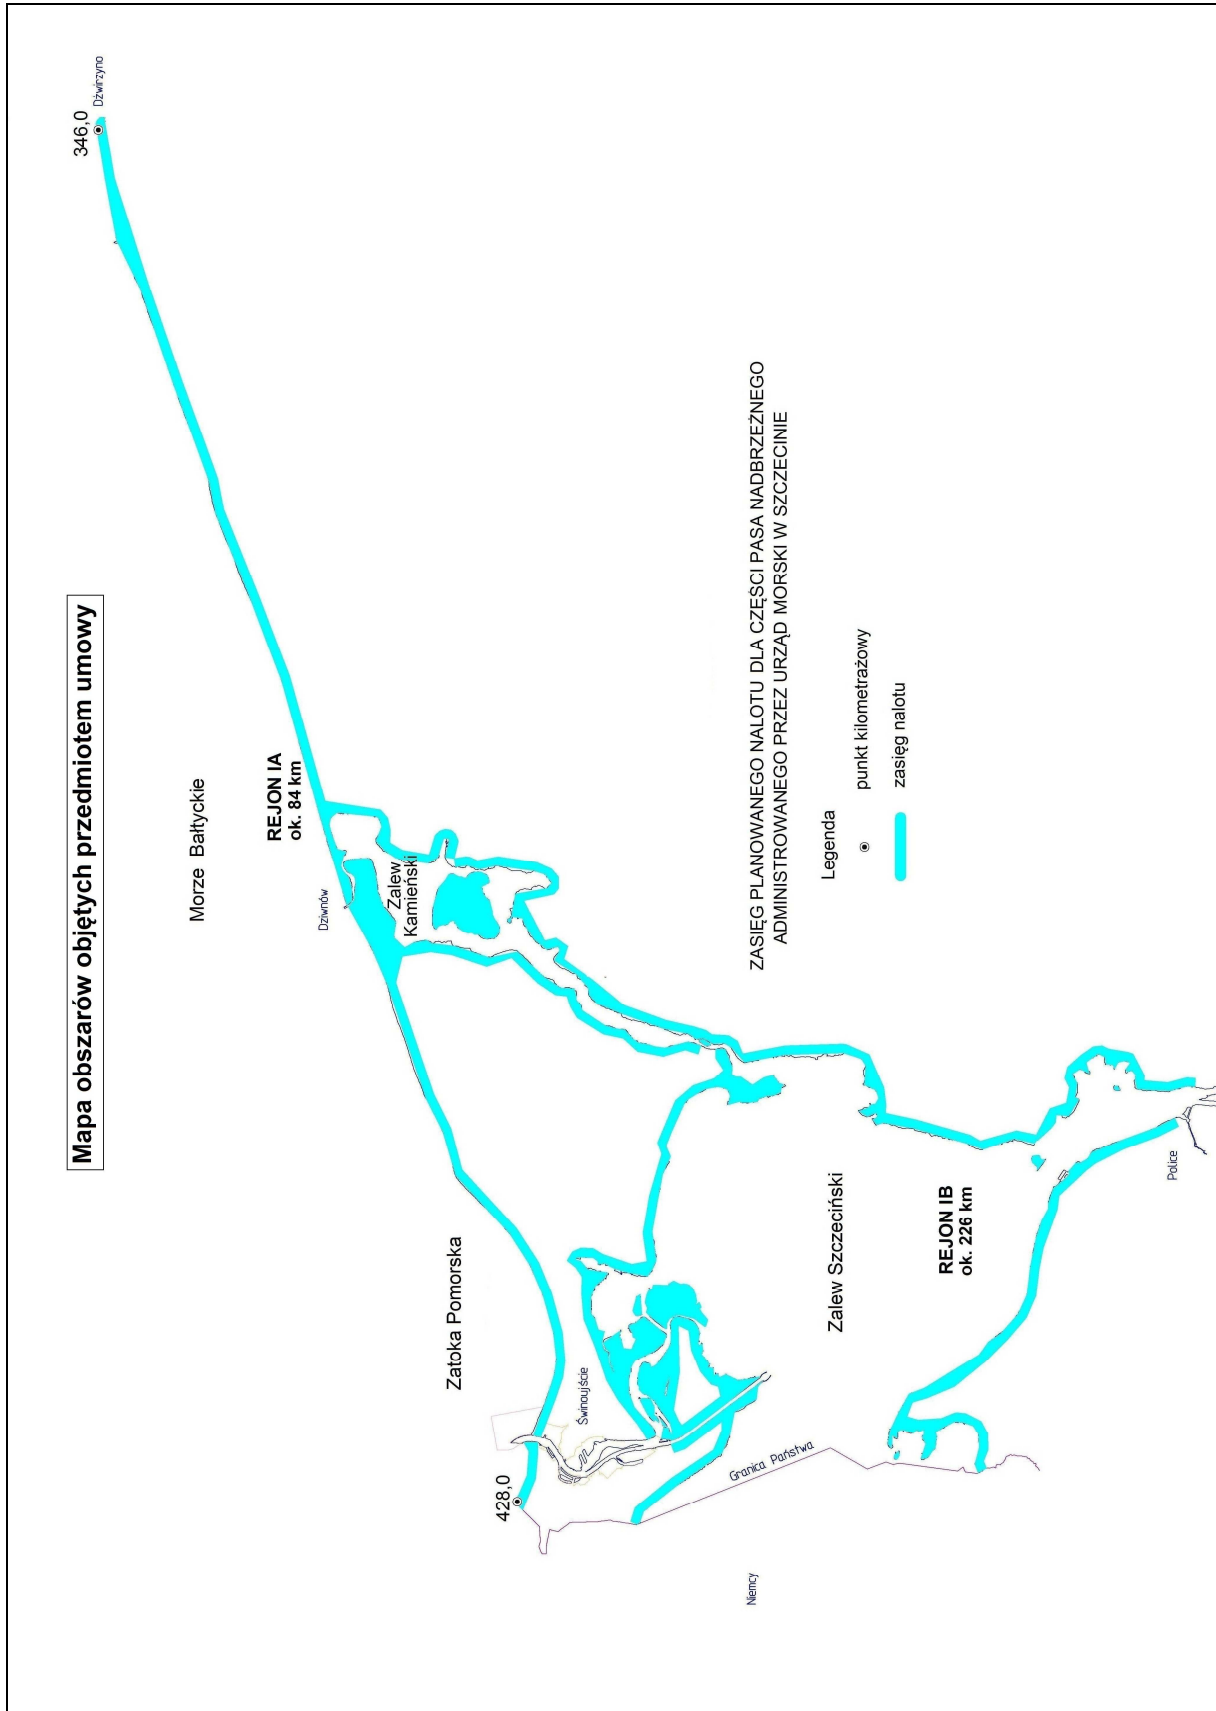 Mapa obszarów objętych przedmiotem umowy
346,0
Dźwirzyno
Morze Bałtyckie
REJON IA
ok. 84 km
Dziwnów
Zalew
Kamieński
Zatoka Pomorska
428,0
Świnoujście
Zalew Szczeciński
Granica Państwa
Niemcy
REJON IB
ok. 226 km
Police
ZASIĘG PLANOWANEGO NALOTU DLA CZĘSCI PASA NADBRZEŻNEGO
ADMINISTROWANEGO PRZEZ URZĄD MORSKI W SZCZECINIE
Legenda
punkt kilometrażowy
zasięg nalotu